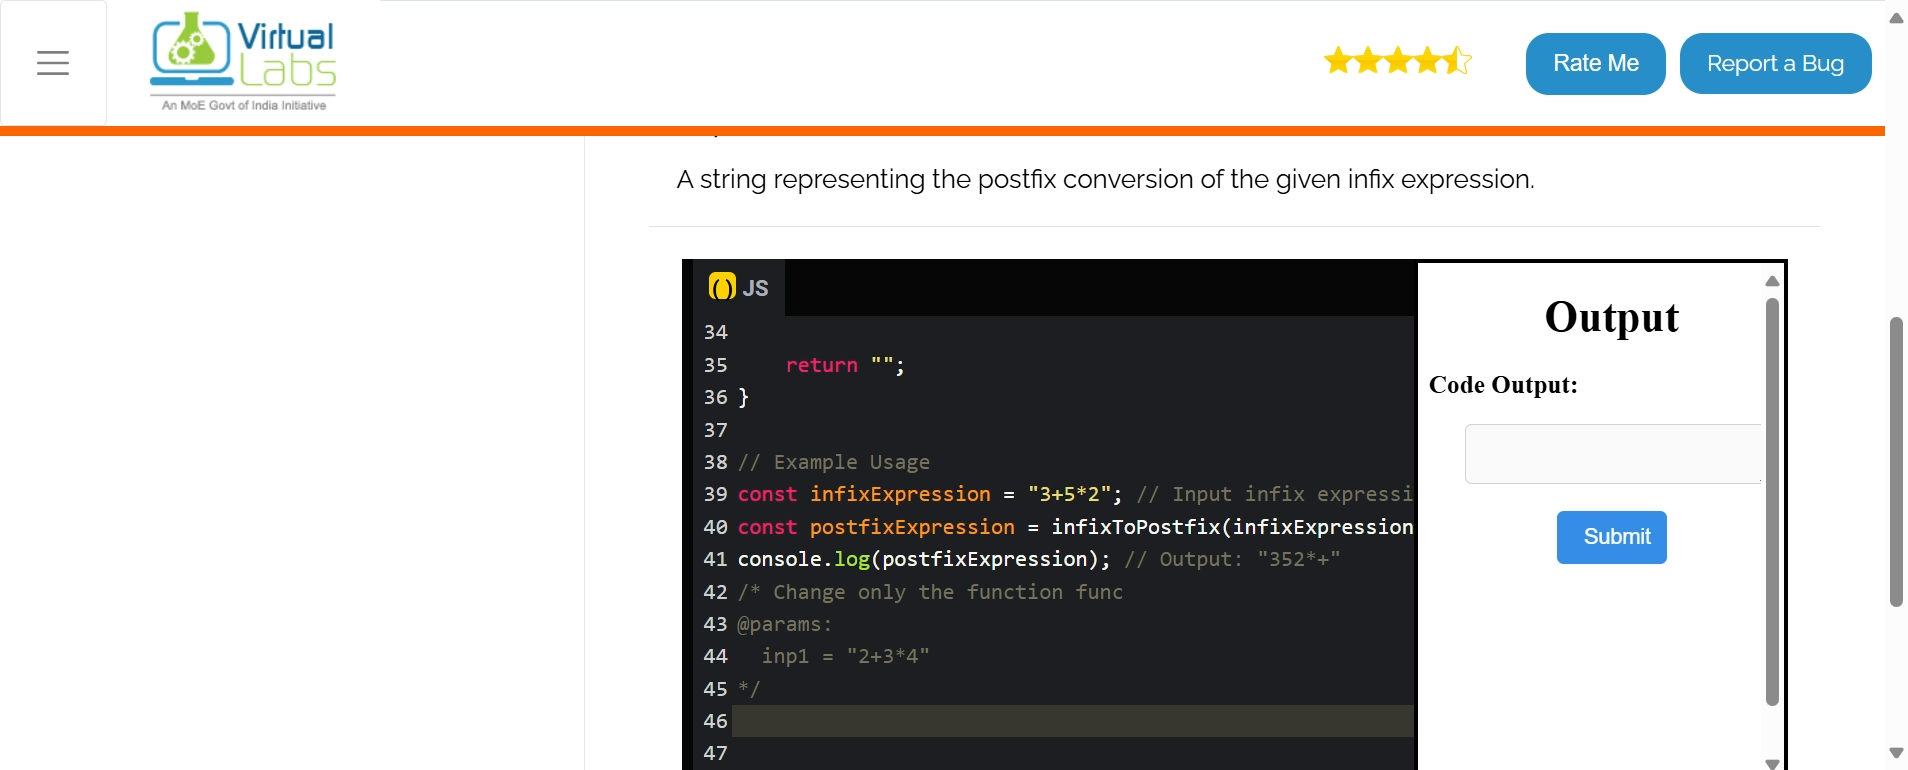 Virtual
Labs
An MoE Govt of India Initiative
Rate Me
Report a Bug
A string representing the postfix conversion of the given infix expression.
() JS
34
35 return "";
36 }
37
38 // Example Usage
39 const infixExpression = "3+5*2"; // Input infix expressi
40 const postfixExpression = infixToPostfix(infixExpression
41 console.log(postfixExpression); // Output: "352*+"
42 /* Change only the function func
43 @params:
44 inp1 = "2+3*4"
45 */
46
47
Output
Code Output:
Submit